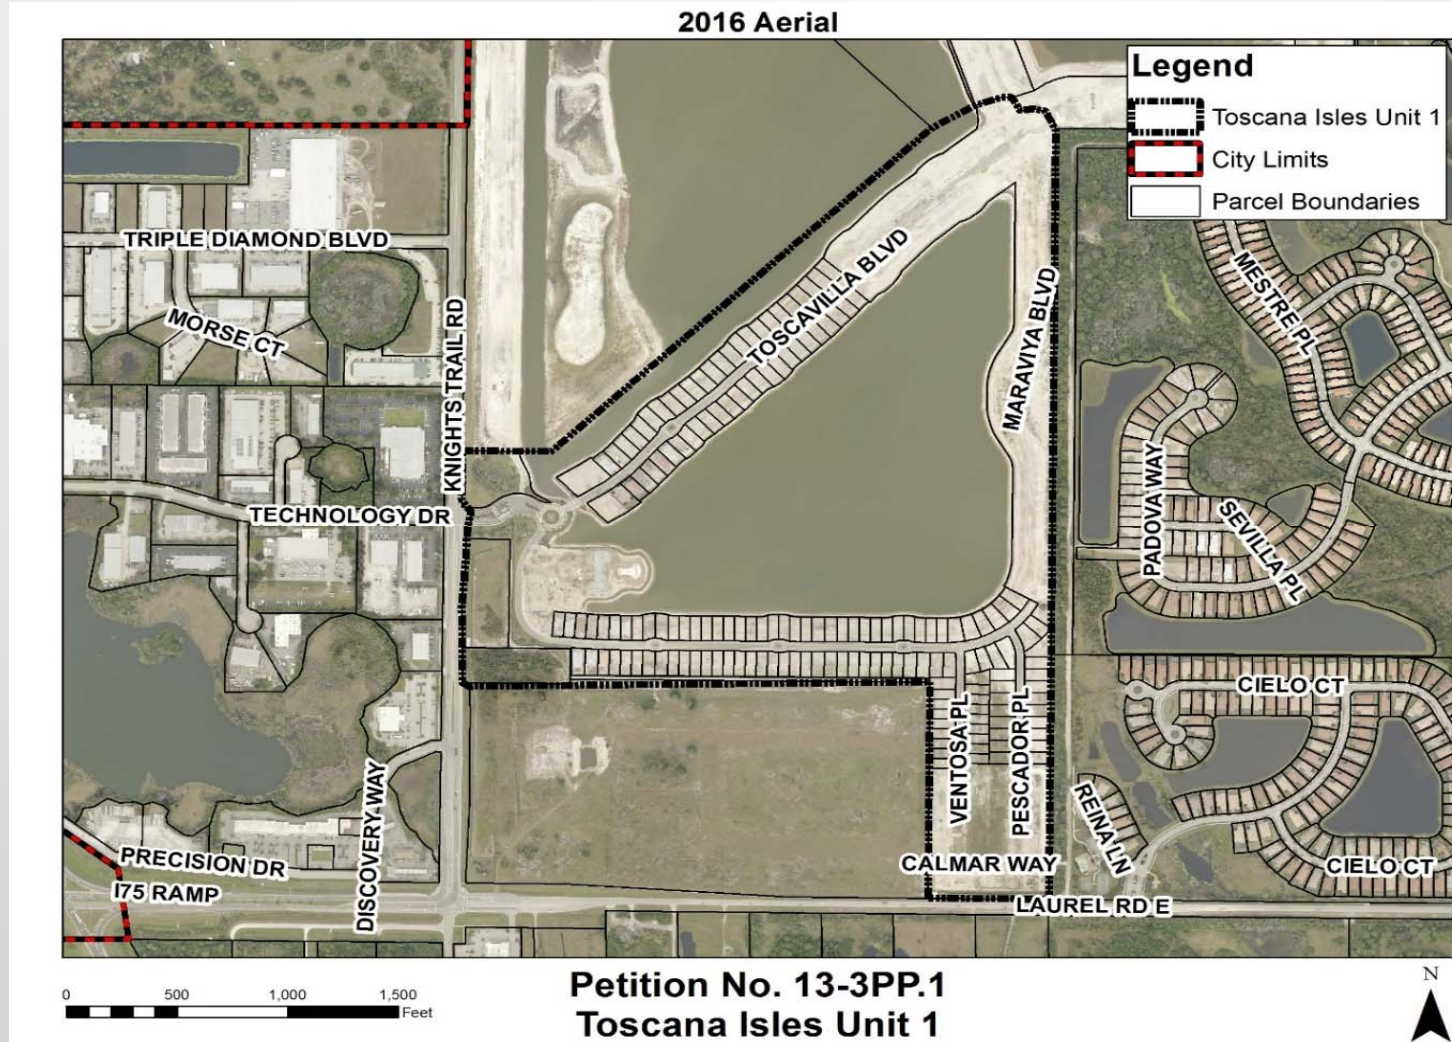 2016 Aerial
Legend
Toscana Isles Unit 1
City Limits
Parcel Boundaries
TRIPLE DIAMOND BLVD
MORSE CT
KNIGHTS TRAIL RD
TOSCAVILLA BLVD
MARAVIYA BLVD
MESTRE PL
TECHNOLOGY DR
PADOVA WAY
SEVILLA PL
CIELO CT
VENTOSA PL
PESCADOR PL
REINA LN
DISCOVERY WAY
PRECISION DR
I75 RAMP
CALMAR WAY
CIELO CT
LAUREL RD E
0 500 1,000 1,500
Feet
Petition No. 13-3PP.1
Toscana Isles Unit 1
N